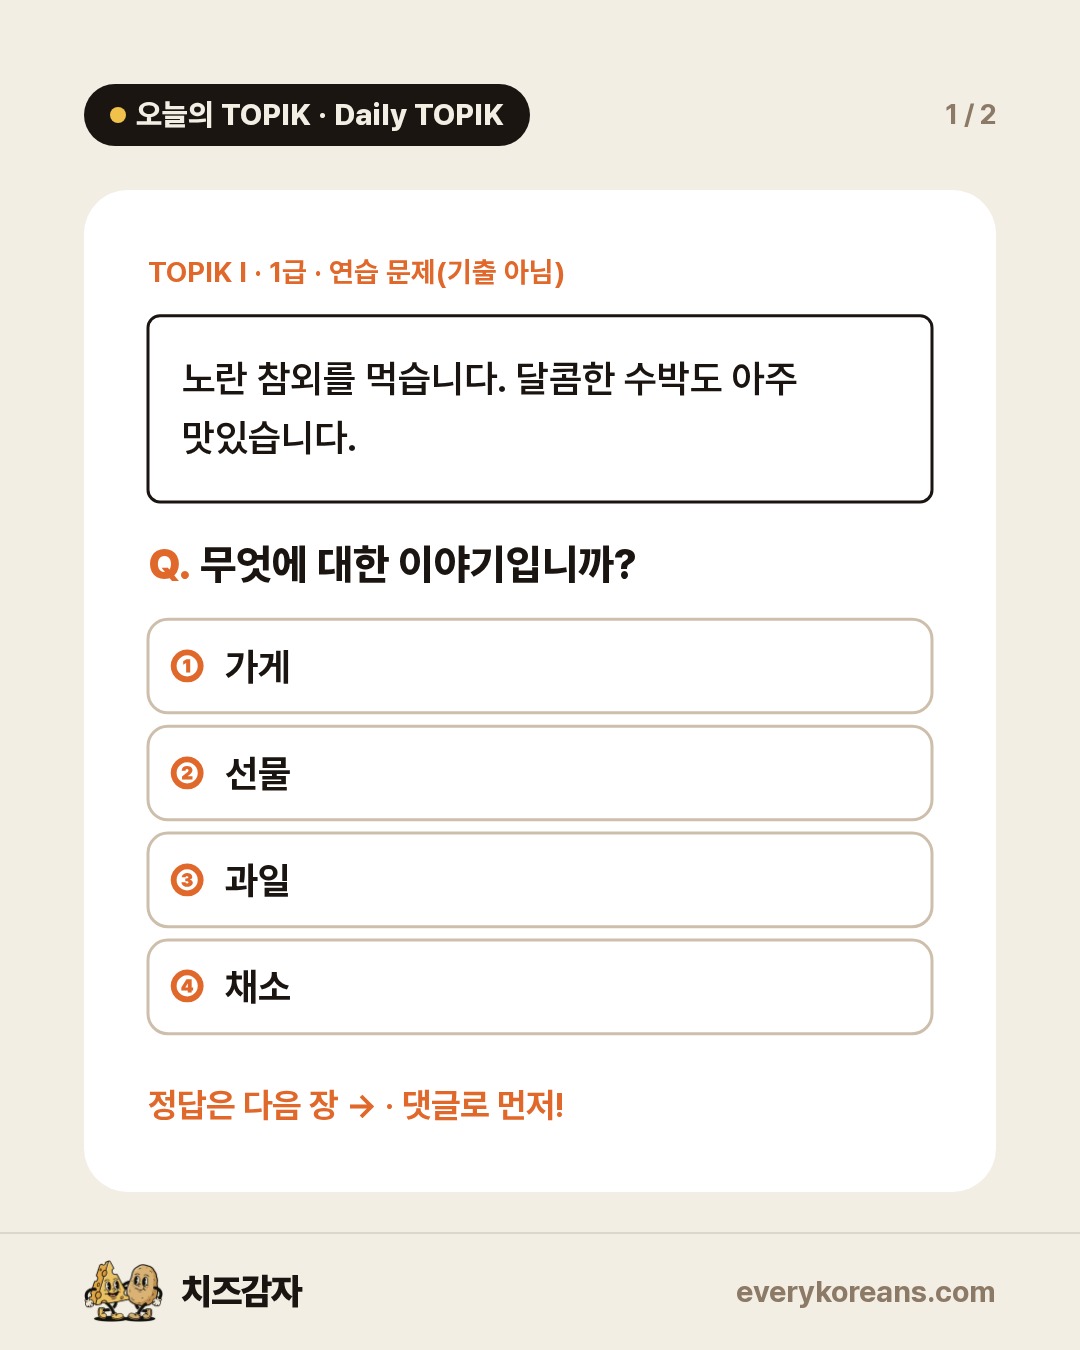 오늘의 TOPIK · Daily TOPIK
1 / 2
TOPIK I · 1급 · 연습 문제(기출 아님)
노란 참외를 먹습니다. 달콤한 수박도 아주
맛있습니다.
Q. 무엇에 대한 이야기입니까?
① 가게
② 선물
③ 과일
④ 채소
정답은 다음 장 → · 댓글로 먼저!
치즈감자
everykoreans.com